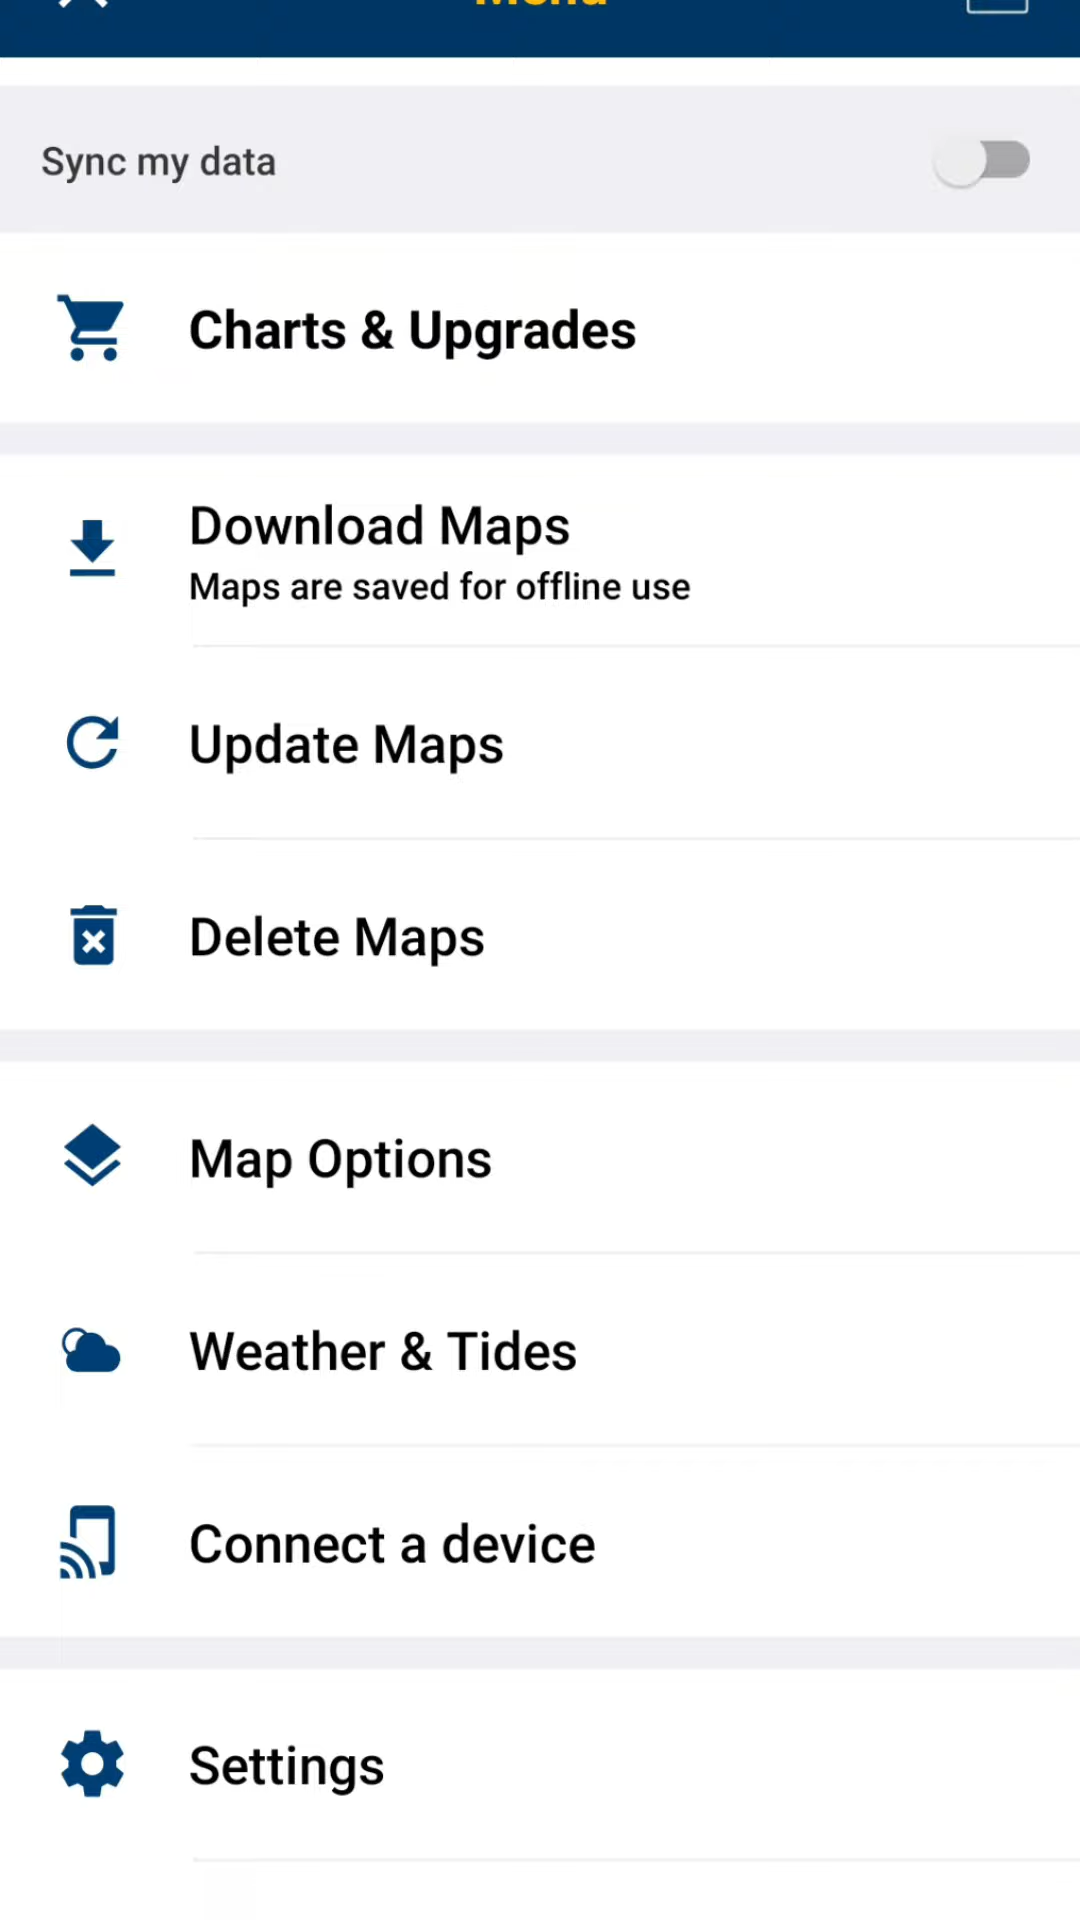 Menu
Sync my data
Charts & Upgrades
Download Maps
Maps are saved for offline use
Update Maps
Delete Maps
Map Options
Weather & Tides
Connect a device
Settings